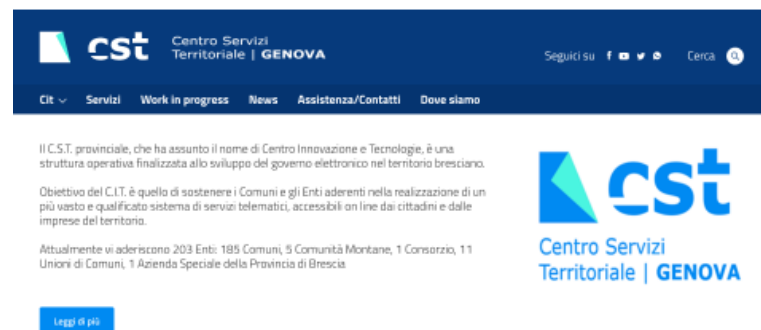 cst Centro Servizi
Territoriale | GENOVA
Seguici su Cerca
Cit Servizi Work in progress News Assistenza/Contatti Dove siamo
Il C.S.T. provinciale, che ha assunto il nome di Centro Innovazione e Tecnologie, è una
struttura operativa finalizzata allo sviluppo del governo elettronico nel territorio bresciano.
Obiettivo del C.I.T. è quello di sostenere i Comuni e gli Enti aderenti nella realizzazione di un
più vasto e qualificato sistema di servizi telematici, accessibili on line dai cittadini e dalle
imprese del territorio.
Attualmente vi aderiscono 203 Enti: 185 Comuni, 5 Comunità Montane, 1 Consorzio, 11
Unioni di Comuni, 1 Azienda Speciale della Provincia di Brescia
Leggi di più
cst
Centro Servizi
Territoriale | GENOVA